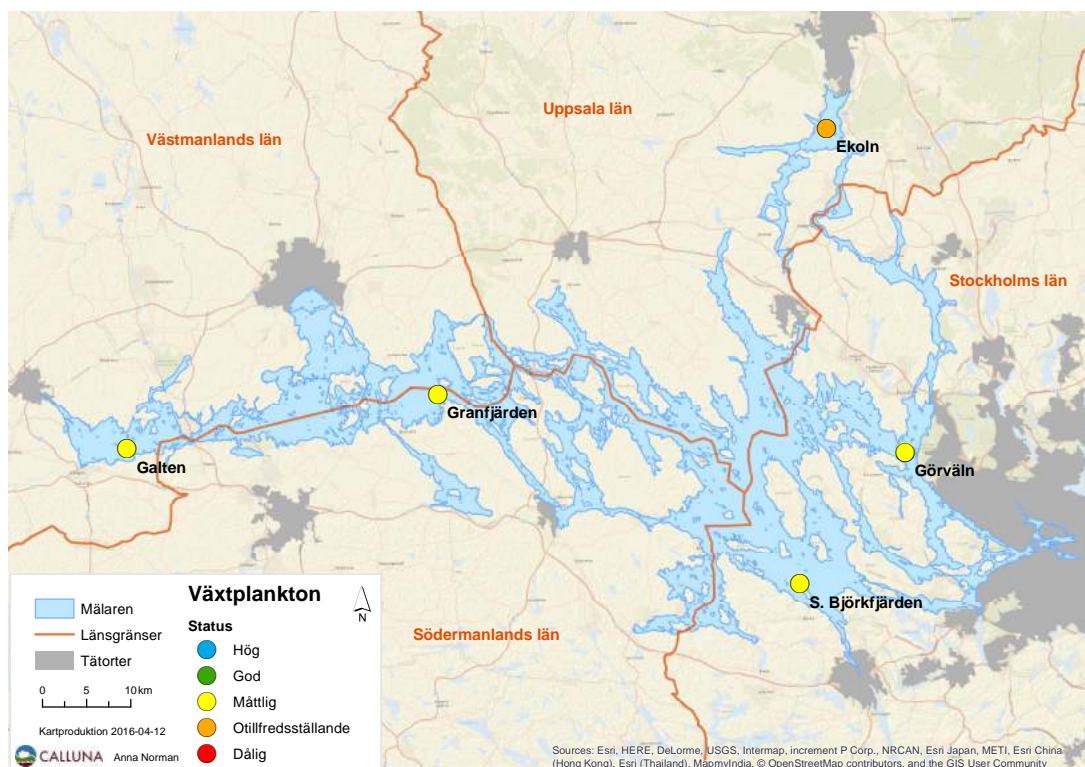 Uppsala län
Västmanlands län
Ekoln
Stockholms län
Granfjärden
Galten
Görväln
S. Björkfjärden
Södermanlands län
Växtplankton
N
Mälaren
Länsgränser
Tätorter
0 5 10 km
Status
Hög
God
Måttlig
Otillfredsställande
Dålig
Kartproduktion 2016-04-12
CALLUNA Anna Norman
Sources: Esri, HERE, DeLorme, USGS, Intermap, increment P Corp., NRCAN, Esri Japan, METI, Esri China
(Hong Kong), Esri (Thailand), MapmyIndia, © OpenStreetMap contributors, and the GIS User Community